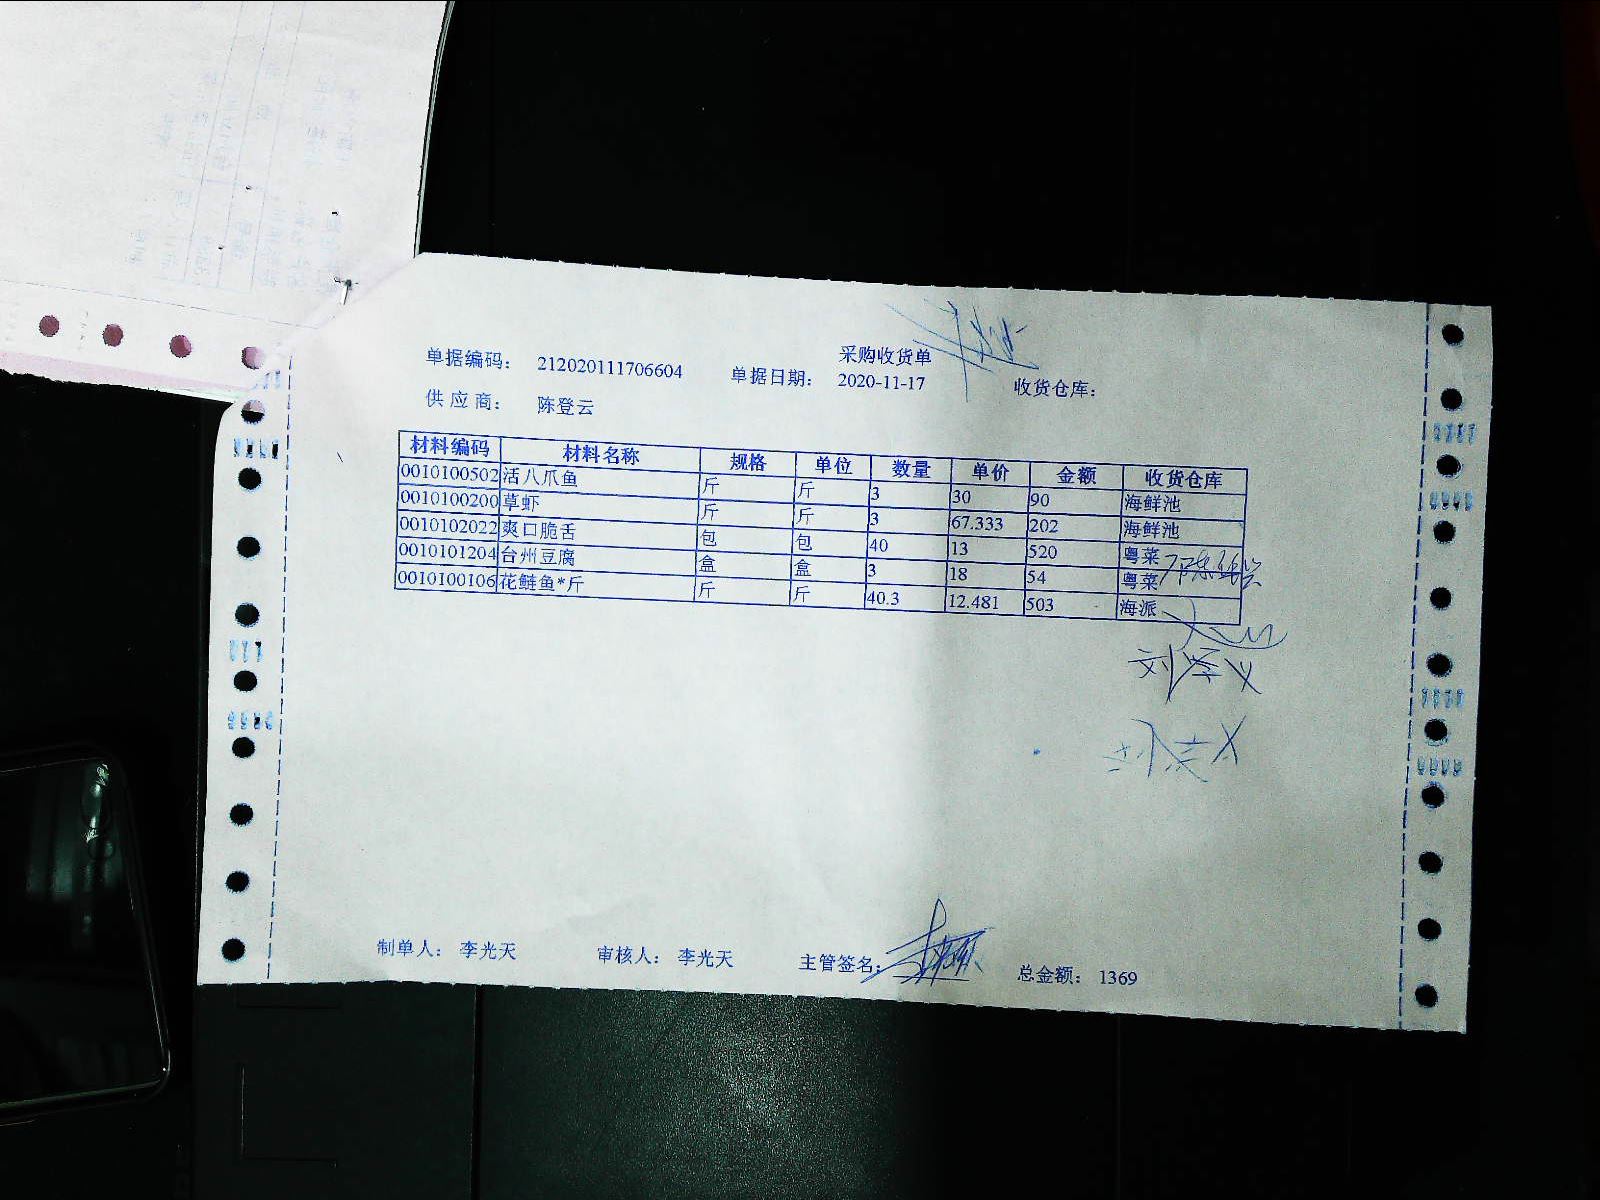 采购收货单
单据编码： 212020111706604 单据日期： 2020-11-17 收货仓库：
供 应 商： 陈登云
材料编码 材料名称 规格 单位 数量 单价 金额 收货仓库
0010100502 活八爪鱼 斤 斤 3 30 90 海鲜池
0010100200 草虾 斤 斤 3 67.333 202 海鲜池
0010102022 爽口脆舌 包 包 40 13 520 粤菜
0010101204 台州豆腐 盒 盒 3 18 54 粤菜
0010100106 花鲢鱼*斤 斤 斤 40.3 12.481 503 海派
制单人： 李光天 审核人： 李光天 主管签名： 总金额： 1369